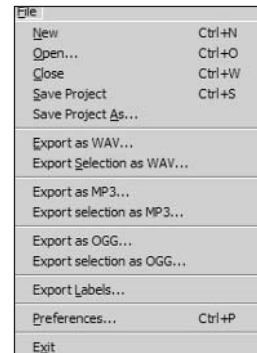 File
New Ctrl+N
Open... Ctrl+O
Close Ctrl+W
Save Project Ctrl+S
Save Project As...
Export as WAV...
Export Selection as WAV...
Export as MP3...
Export selection as MP3...
Export as OGG...
Export selection as OGG...
Export Labels...
Preferences... Ctrl+P
Exit